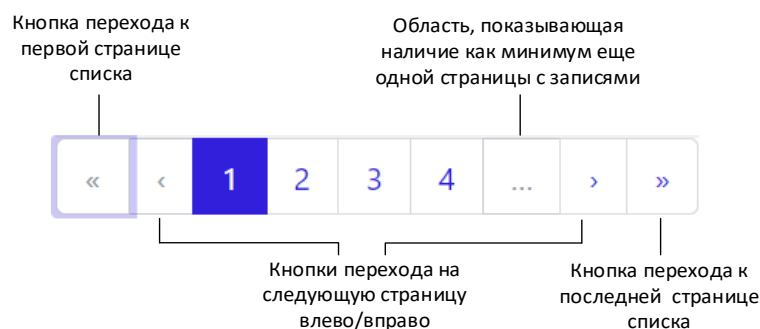 Кнопка перехода к
первой странице
списка
Область, показывающая
наличие как минимум еще
одной страницы с записями
« ‹ 1 2 3 4 ... › »
Кнопки перехода на
следующую страницу
влево/вправо
Кнопка перехода к
последней странице
списка